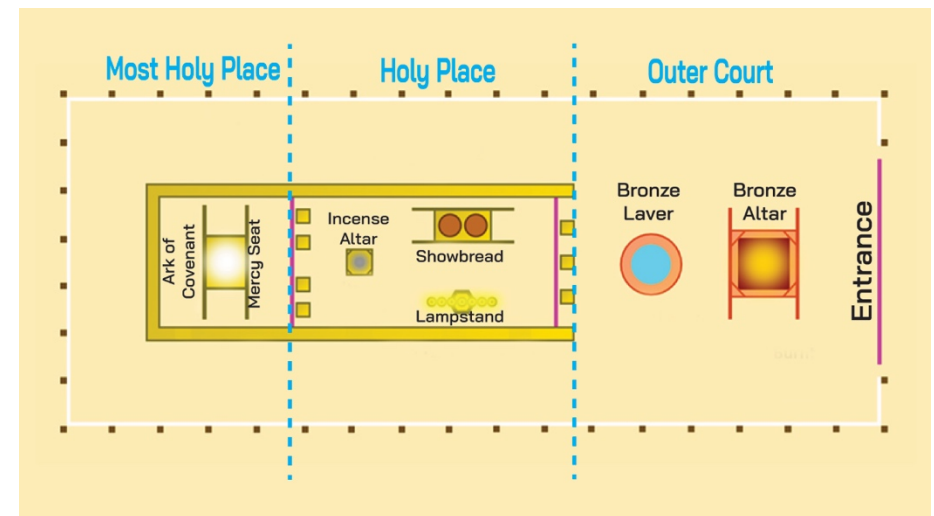 Most Holy Place
Holy Place
Outer Court
Ark of
Covenant
Mercy Seat
Incense
Altar
Showbread
Lampstand
Bronze
Laver
Bronze
Altar
Entrance